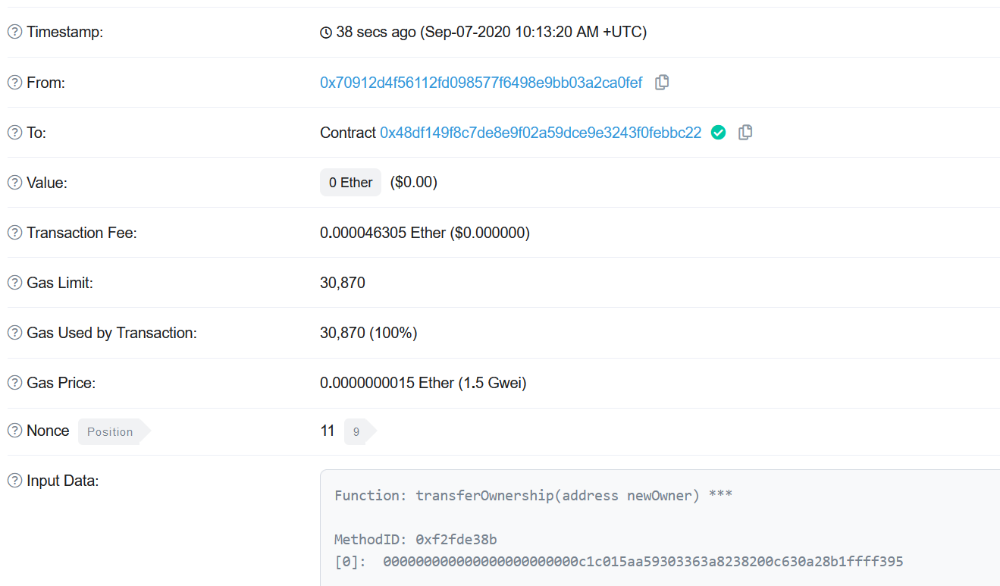 Timestamp: 38 secs ago (Sep-07-2020 10:13:20 AM +UTC)
From: 0x70912d4f56112fd098577f6498e9bb03a2ca0fef
To: Contract 0x48df149f8c7de8e9f02a59dce9e3243f0febbc22
Value: 0 Ether ($0.00)
Transaction Fee: 0.000046305 Ether ($0.000000)
Gas Limit: 30,870
Gas Used by Transaction: 30,870 (100%)
Gas Price: 0.0000000015 Ether (1.5 Gwei)
Nonce Position 11 9
Input Data:
Function: transferOwnership(address newOwner) ***
MethodID: 0xf2fde38b
[0]: 000000000000000000000000c1c015aa59303363a8238200c630a28b1ffff395